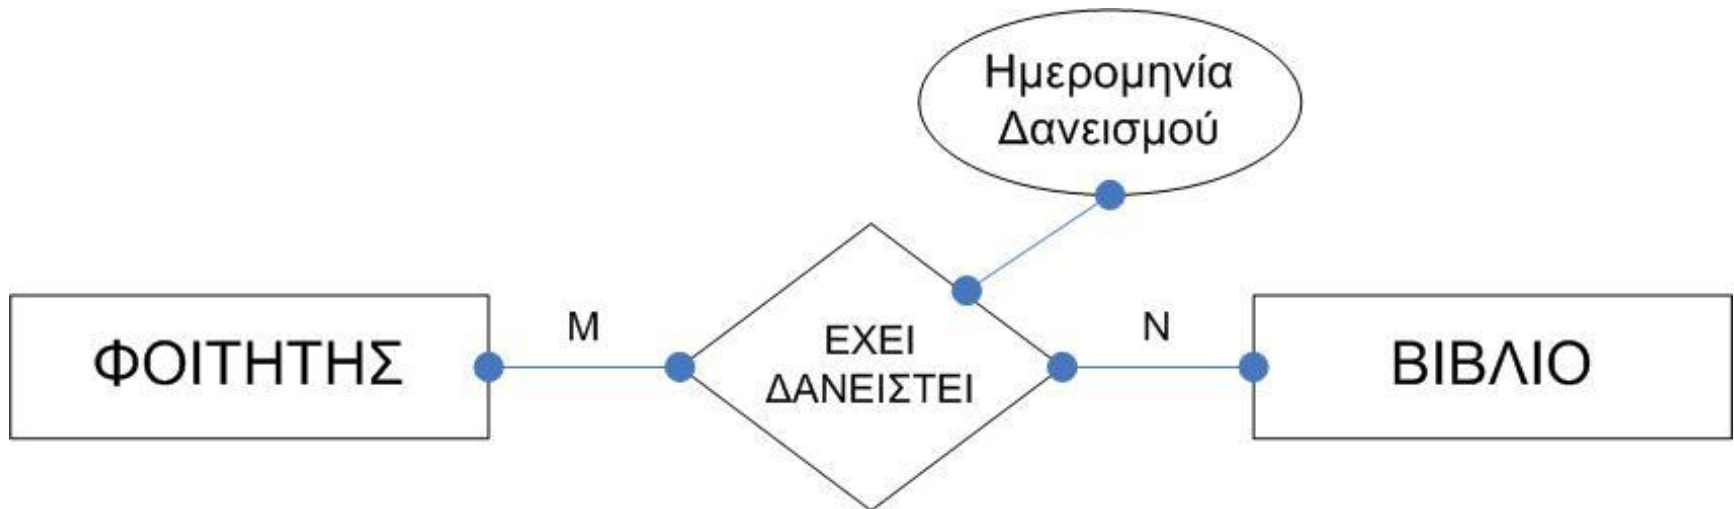 Ημερομηνία
Δανεισμού
ΦΟΙΤΗΤΗΣ
M
ΕΧΕΙ
ΔΑΝΕΙΣΤΕΙ
N
ΒΙΒΛΙΟ